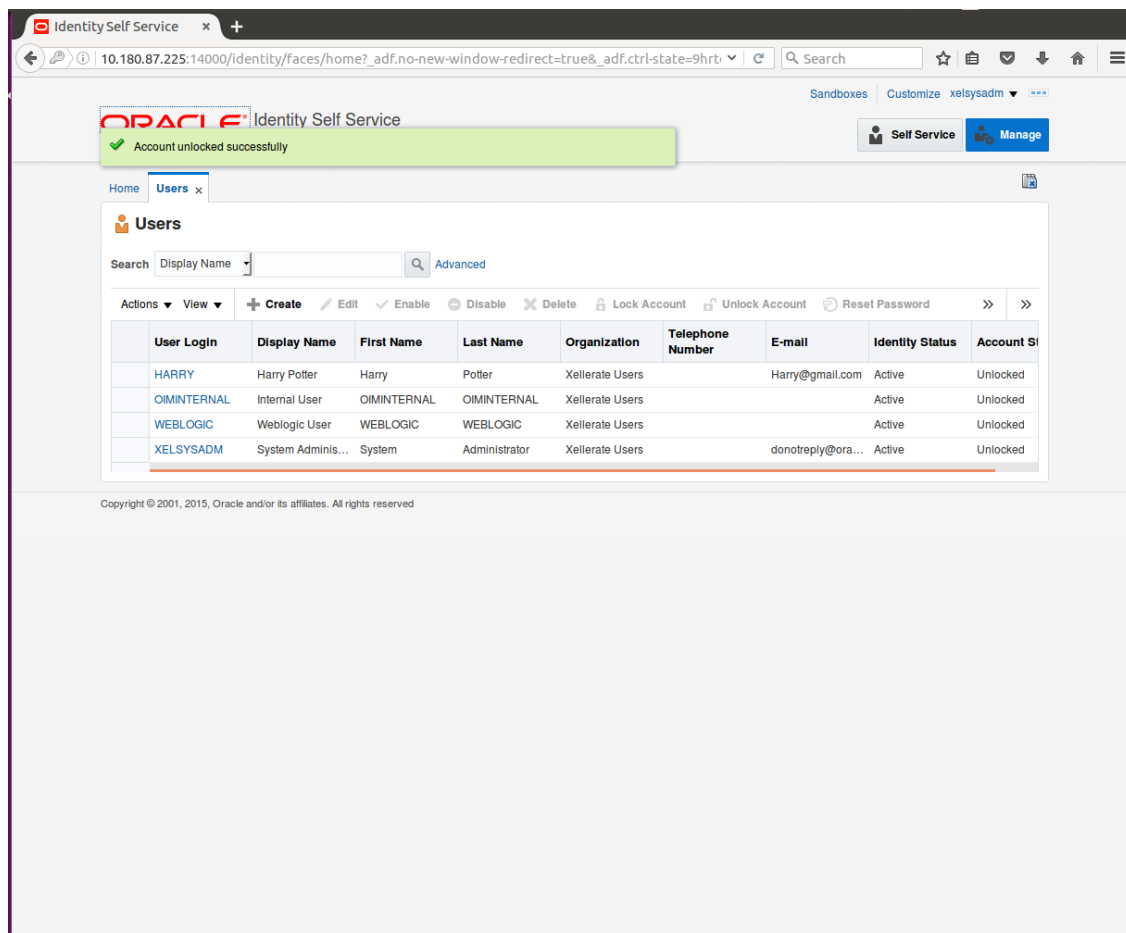 Identity Self Service × +
10.180.87.225:14000/identity/faces/home?_adf.no-new-window-redirect=true&_adf.ctrl-state=9hrt Search
Sandboxes Customize xelsysadm
ORACLE Identity Self Service
Self Service Manage
Account unlocked successfully
Home Users ×
Users
Search Display Name Advanced
Actions View Create Edit Enable Disable Delete Lock Account Unlock Account Reset Password » »
User Login Display Name First Name Last Name Organization Telephone Number E-mail Identity Status Account St
HARRY Harry Potter Harry Potter Xellerate Users Harry@gmail.com Active Unlocked
OIMINTERNAL Internal User OIMINTERNAL OIMINTERNAL Xellerate Users Active Unlocked
WEBLOGIC Weblogic User WEBLOGIC WEBLOGIC Xellerate Users Active Unlocked
XELSYSADM System Adminis... System Administrator Xellerate Users donotreply@ora... Active Unlocked
Copyright © 2001, 2015, Oracle and/or its affiliates. All rights reserved